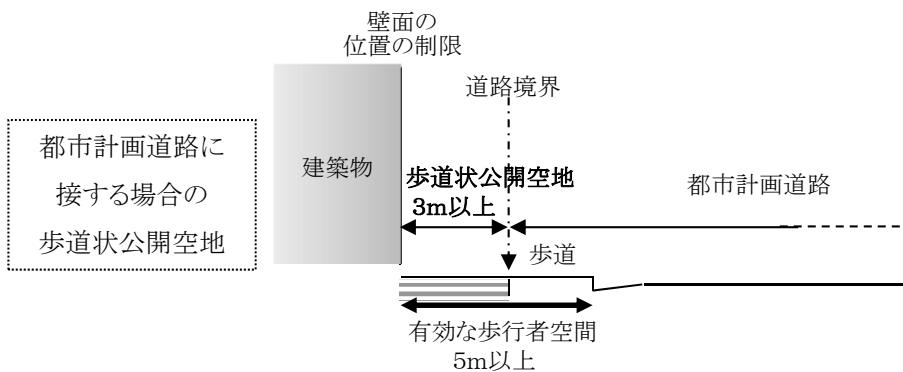 壁面の
位置の制限
道路境界
都市計画道路に
接する場合の
歩道状公開空地
建築物
歩道状公開空地
3m以上
都市計画道路
歩道
有効な歩行者空間
5m以上